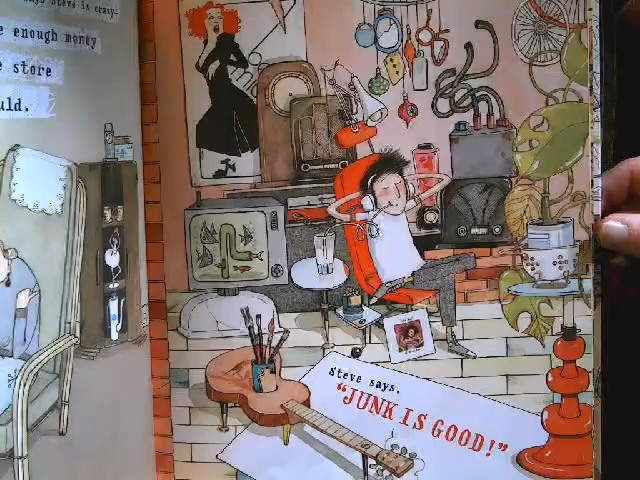 says Steve is crazy-
e enough money
e store
uld.
Steve says,
"JUNK IS GOOD!"